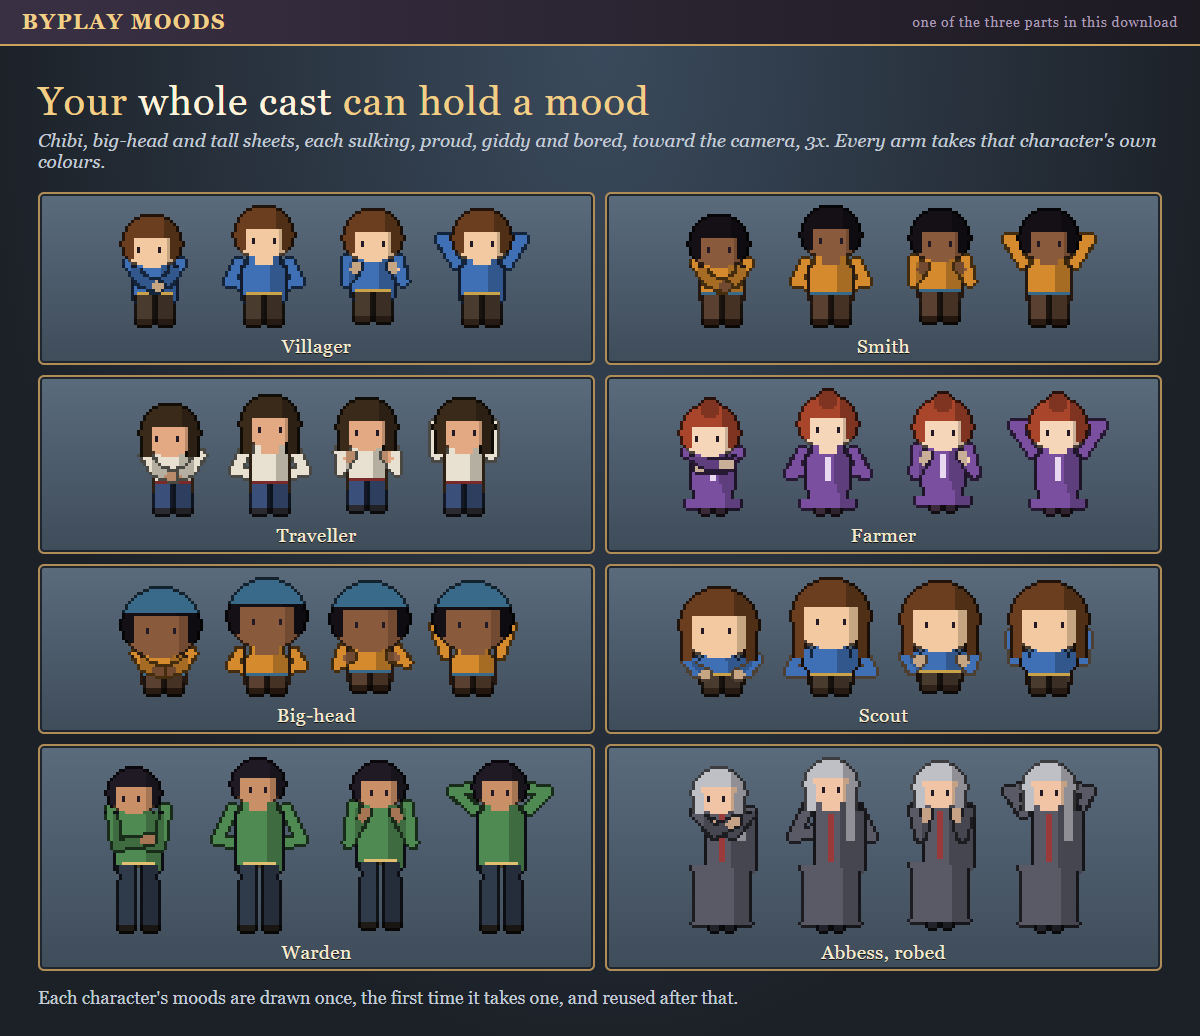 BYPLAY MOODS
one of the three parts in this download
Your whole cast can hold a mood
Chibi, big-head and tall sheets, each sulking, proud, giddy and bored, toward the camera, 3x. Every arm takes that character's own
colours.
Villager
Smith
Traveller
Farmer
Big-head
Scout
Warden
Abbess, robed
Each character's moods are drawn once, the first time it takes one, and reused after that.